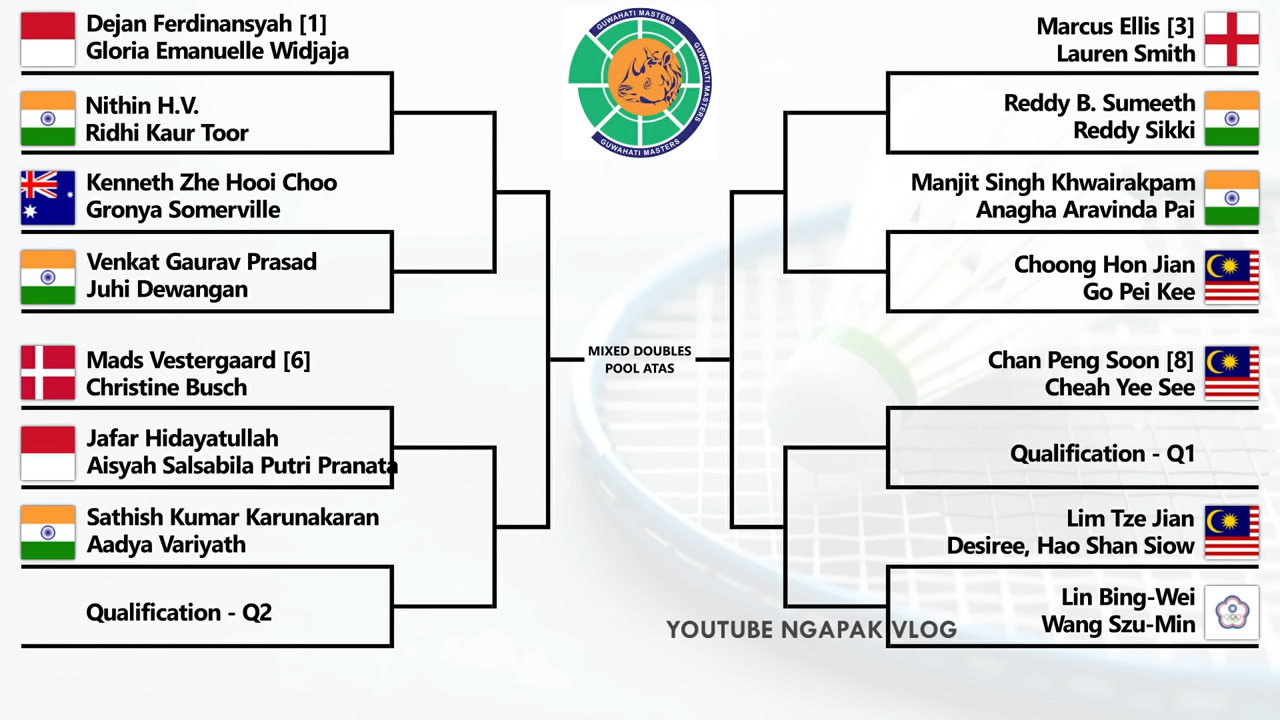 Dejan Ferdinansyah [1]
Gloria Emanuelle Widjaja
Nithin H.V.
Ridhi Kaur Toor
Kenneth Zhe Hooi Choo
Gronya Somerville
Venkat Gaurav Prasad
Juhi Dewangan
Mads Vestergaard [6]
Christine Busch
Jafar Hidayatullah
Aisyah Salsabila Putri Pranata
Sathish Kumar Karunakaran
Aadya Variyath
Qualification - Q2
GUWAHATI MASTERS
GUWAHATI MASTERS
GUWAHATI MASTERS
MIXED DOUBLES
POOL ATAS
Marcus Ellis [3]
Lauren Smith
Reddy B. Sumeeth
Reddy Sikki
Manjit Singh Khwairakpam
Anagha Aravinda Pai
Choong Hon Jian
Go Pei Kee
Chan Peng Soon [8]
Cheah Yee See
Qualification - Q1
Lim Tze Jian
Desiree, Hao Shan Siow
Lin Bing-Wei
Wang Szu-Min
YOUTUBE NGAPAK VLOG